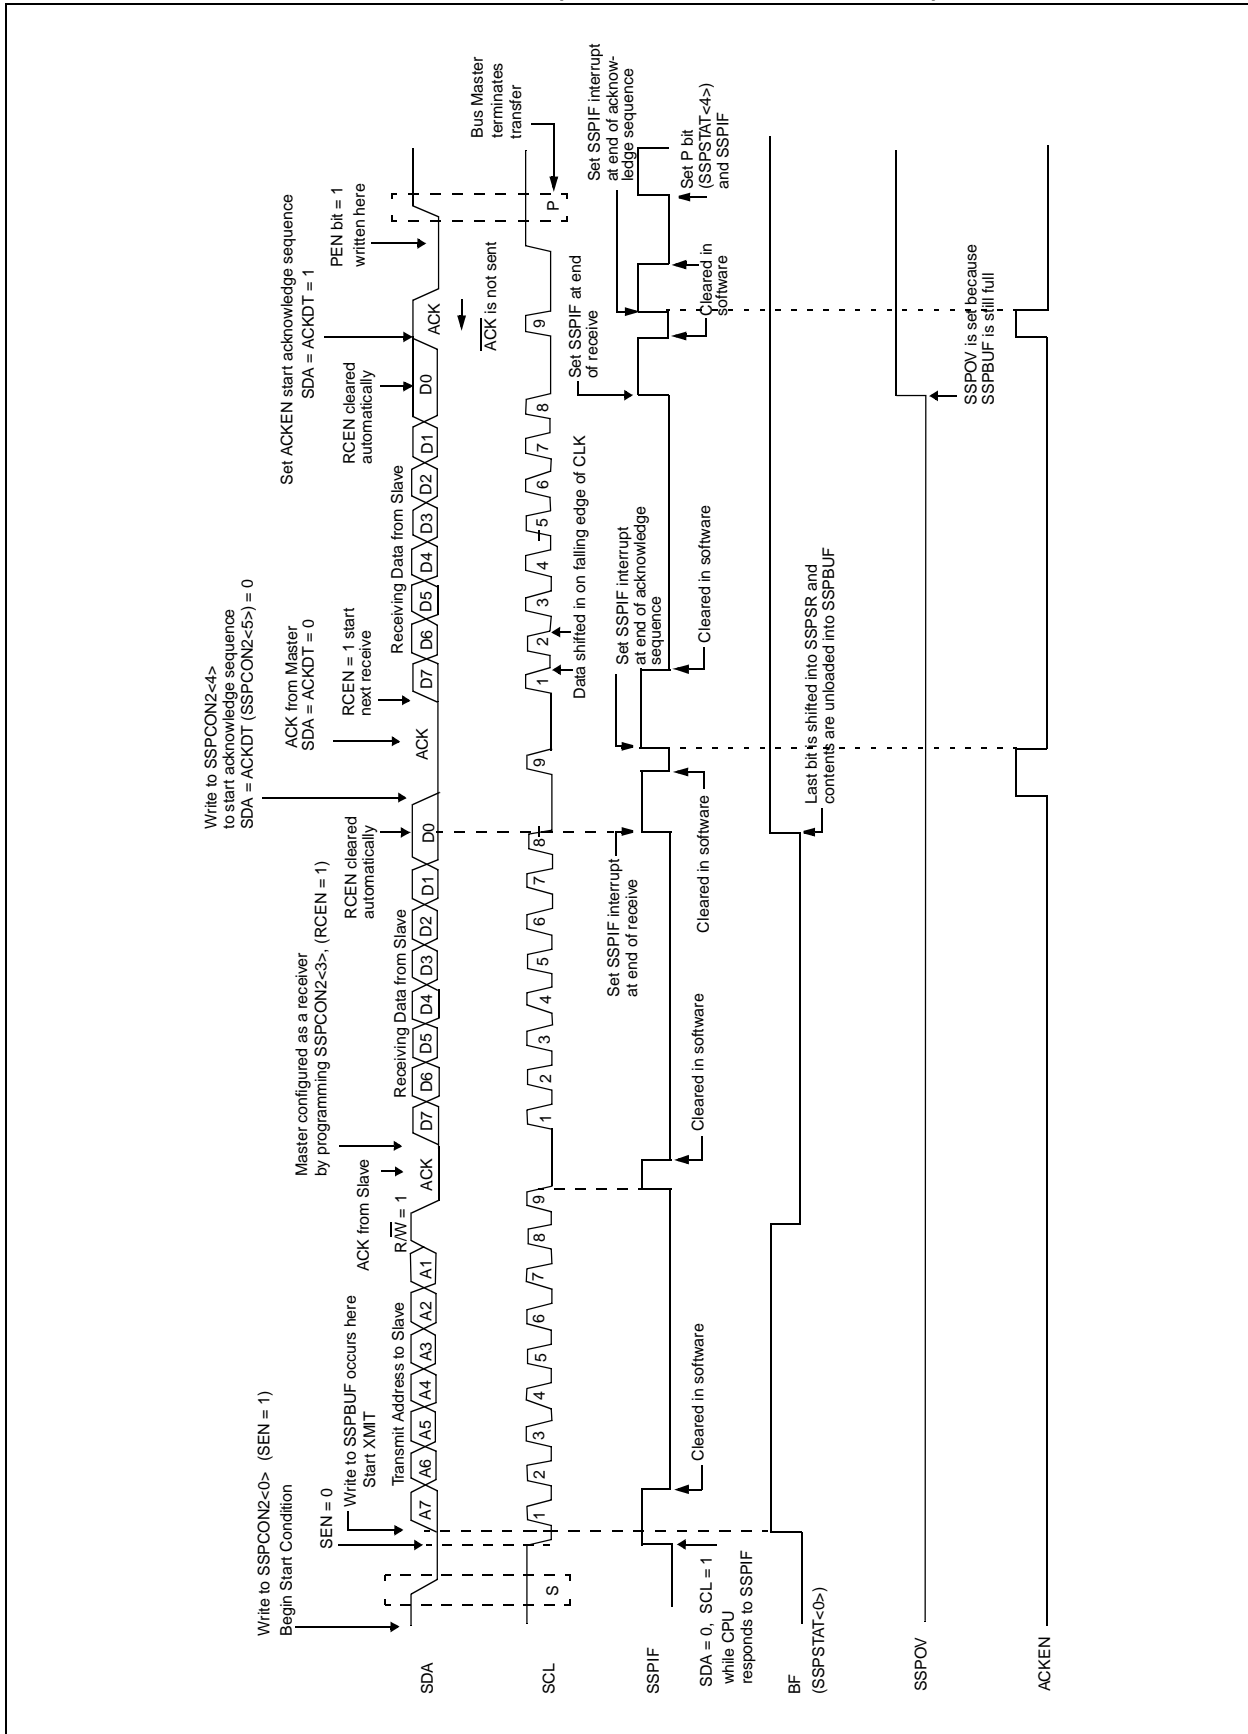 Write to SSPCON2<0> (SEN = 1)
Begin Start Condition
SEN = 0
Write to SSPBUF occurs here
Start XMIT
Transmit Address to Slave
R/W = 1
ACK from Slave
Master configured as a receiver
by programming SSPCON2<3>, (RCEN = 1)
Receiving Data from Slave
RCEN cleared
automatically
Write to SSPCON2<4>
to start acknowledge sequence
SDA = ACKDT (SSPCON2<5>) = 0
ACK from Master
SDA = ACKDT = 0
RCEN = 1 start
next receive
Receiving Data from Slave
RCEN cleared
automatically
Set ACKEN start acknowledge sequence
SDA = ACKDT = 1
PEN bit = 1
written here
SDA
A7 A6 A5 A4 A3 A2 A1
ACK
D7 D6 D5 D4 D3 D2 D1 D0
ACK
D7 D6 D5 D4 D3 D2 D1 D0
ACK
ACK is not sent
Bus Master
terminates
transfer
SCL
S
1 2 3 4 5 6 7 8 9
1 2 3 4 5 6 7 8 9
1 2 3 4 5 6 7 8 9
P
Data shifted in on falling edge of CLK
Set SSPIF interrupt
at end of receive
Set SSPIF interrupt
at end of acknowledge
sequence
Set SSPIF at end
of receive
Set SSPIF interrupt
at end of acknow-
ledge sequence
SSPIF
SDA = 0, SCL = 1
while CPU
responds to SSPIF
Cleared in software
Cleared in software
Cleared in software
Cleared in software
Cleared in
software
Set P bit
(SSPSTAT<4>)
and SSPIF
BF
(SSPSTAT<0>)
Last bit is shifted into SSPSR and
contents are unloaded into SSPBUF
SSPOV
SSPOV is set because
SSPBUF is still full
ACKEN